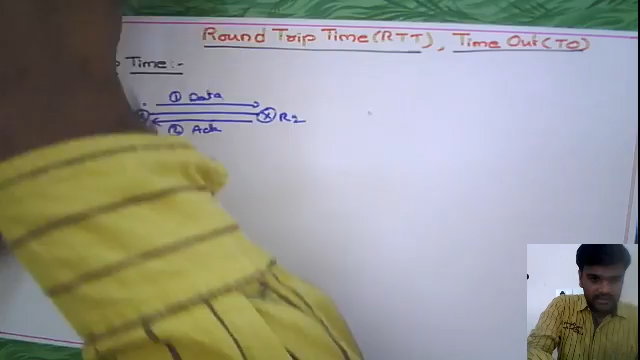 Round Trip Time (RTT), Time Out (TO)
Time:-
① Data
R2
② Ack